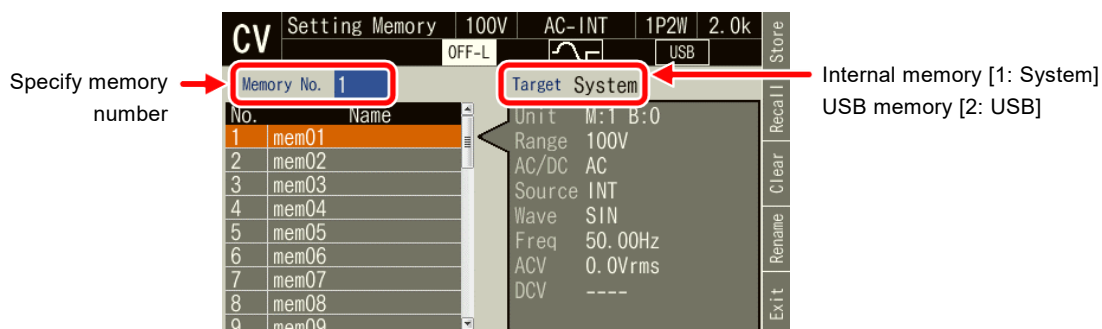 CV
Setting Memory 100V AC-INT 1P2W 2.0k
OFF-L USB
Specify memory
number
Memory No. 1
Target System
Internal memory [1: System]
USB memory [2: USB]
No. Name
1 mem01
2 mem02
3 mem03
4 mem04
5 mem05
6 mem06
7 mem07
8 mem08
9 mem09
Unit M:1 B:0
Range 100V
AC/DC AC
Source INT
Wave SIN
Freq 50.00Hz
ACV 0.0Vrms
DCV ----
Store
Recall
Clear
Rename
Exit